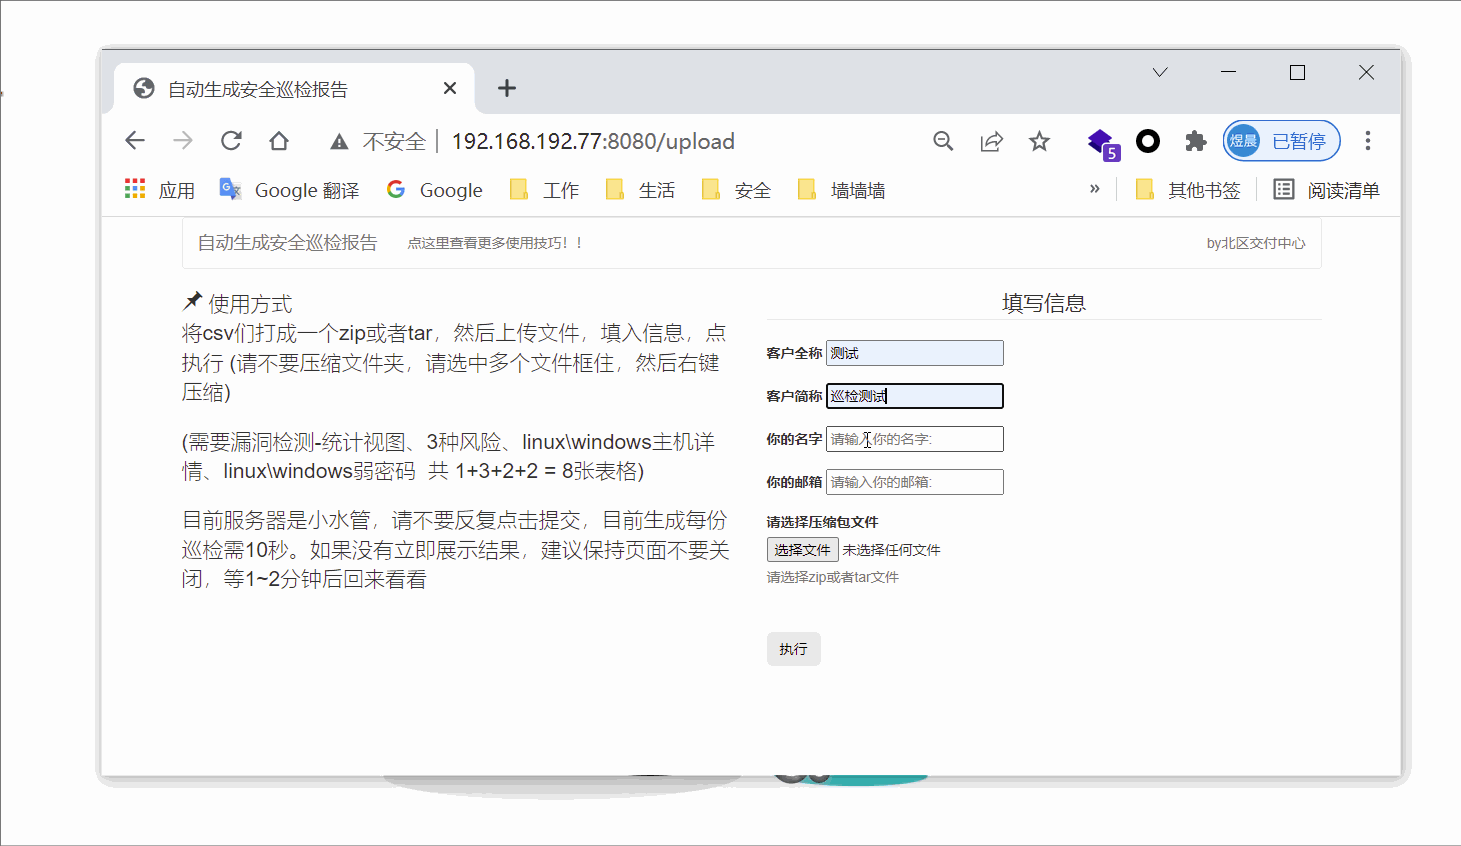 自动生成安全巡检报告
不安全 192.168.192.77:8080/upload
5
煜晨 已暂停
应用 Google 翻译 Google 工作 生活 安全 墙墙墙 » 其他书签 阅读清单
自动生成安全巡检报告 点这里查看更多使用技巧！！ by北区交付中心
使用方式
将csv们打成一个zip或者tar，然后上传文件，填入信息，点
执行 (请不要压缩文件夹，请选中多个文件框住，然后右键
压缩)
(需要漏洞检测-统计视图、3种风险、linux\windows主机详
情、linux\windows弱密码 共 1+3+2+2 = 8张表格)
目前服务器是小水管，请不要反复点击提交，目前生成每份
巡检需10秒。如果没有立即展示结果，建议保持页面不要关
闭，等1~2分钟后回来看看
填写信息
客户全称 测试
客户简称 巡检测试
你的名字 请输入你的名字:
你的邮箱 请输入你的邮箱:
请选择压缩包文件
选择文件 未选择任何文件
请选择zip或者tar文件
执行